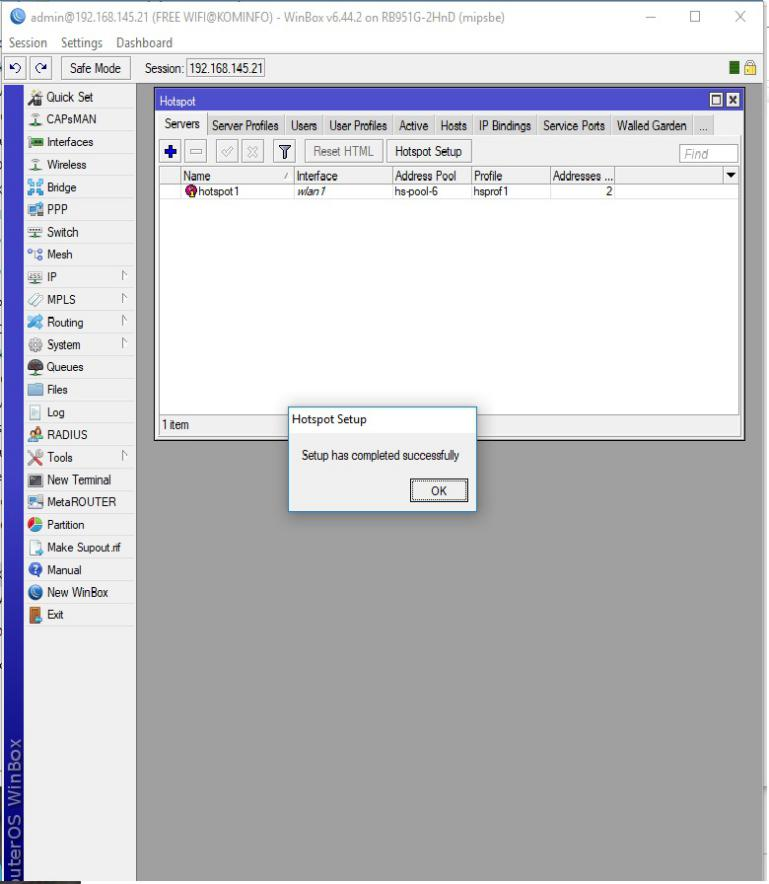 admin@192.168.145.21 (FREE WIFI@KOMINFO) - WinBox v6.44.2 on RB951G-2HnD (mipsbe)
Session Settings Dashboard
Safe Mode Session: 192.168.145.21
Quick Set
CAPsMAN
Interfaces
Wireless
Bridge
PPP
Switch
Mesh
IP
MPLS
Routing
System
Queues
Files
Log
RADIUS
Tools
New Terminal
MetaROUTER
Partition
Make Supout.rif
Manual
New WinBox
Exit
uterOS WinBox
Hotspot
Servers Server Profiles Users User Profiles Active Hosts IP Bindings Service Ports Walled Garden ...
Reset HTML Hotspot Setup Find
Name Interface Address Pool Profile Addresses ...
hotspot1 wlan1 hs-pool-6 hsprof1 2
1 item
Hotspot Setup
Setup has completed successfully
OK